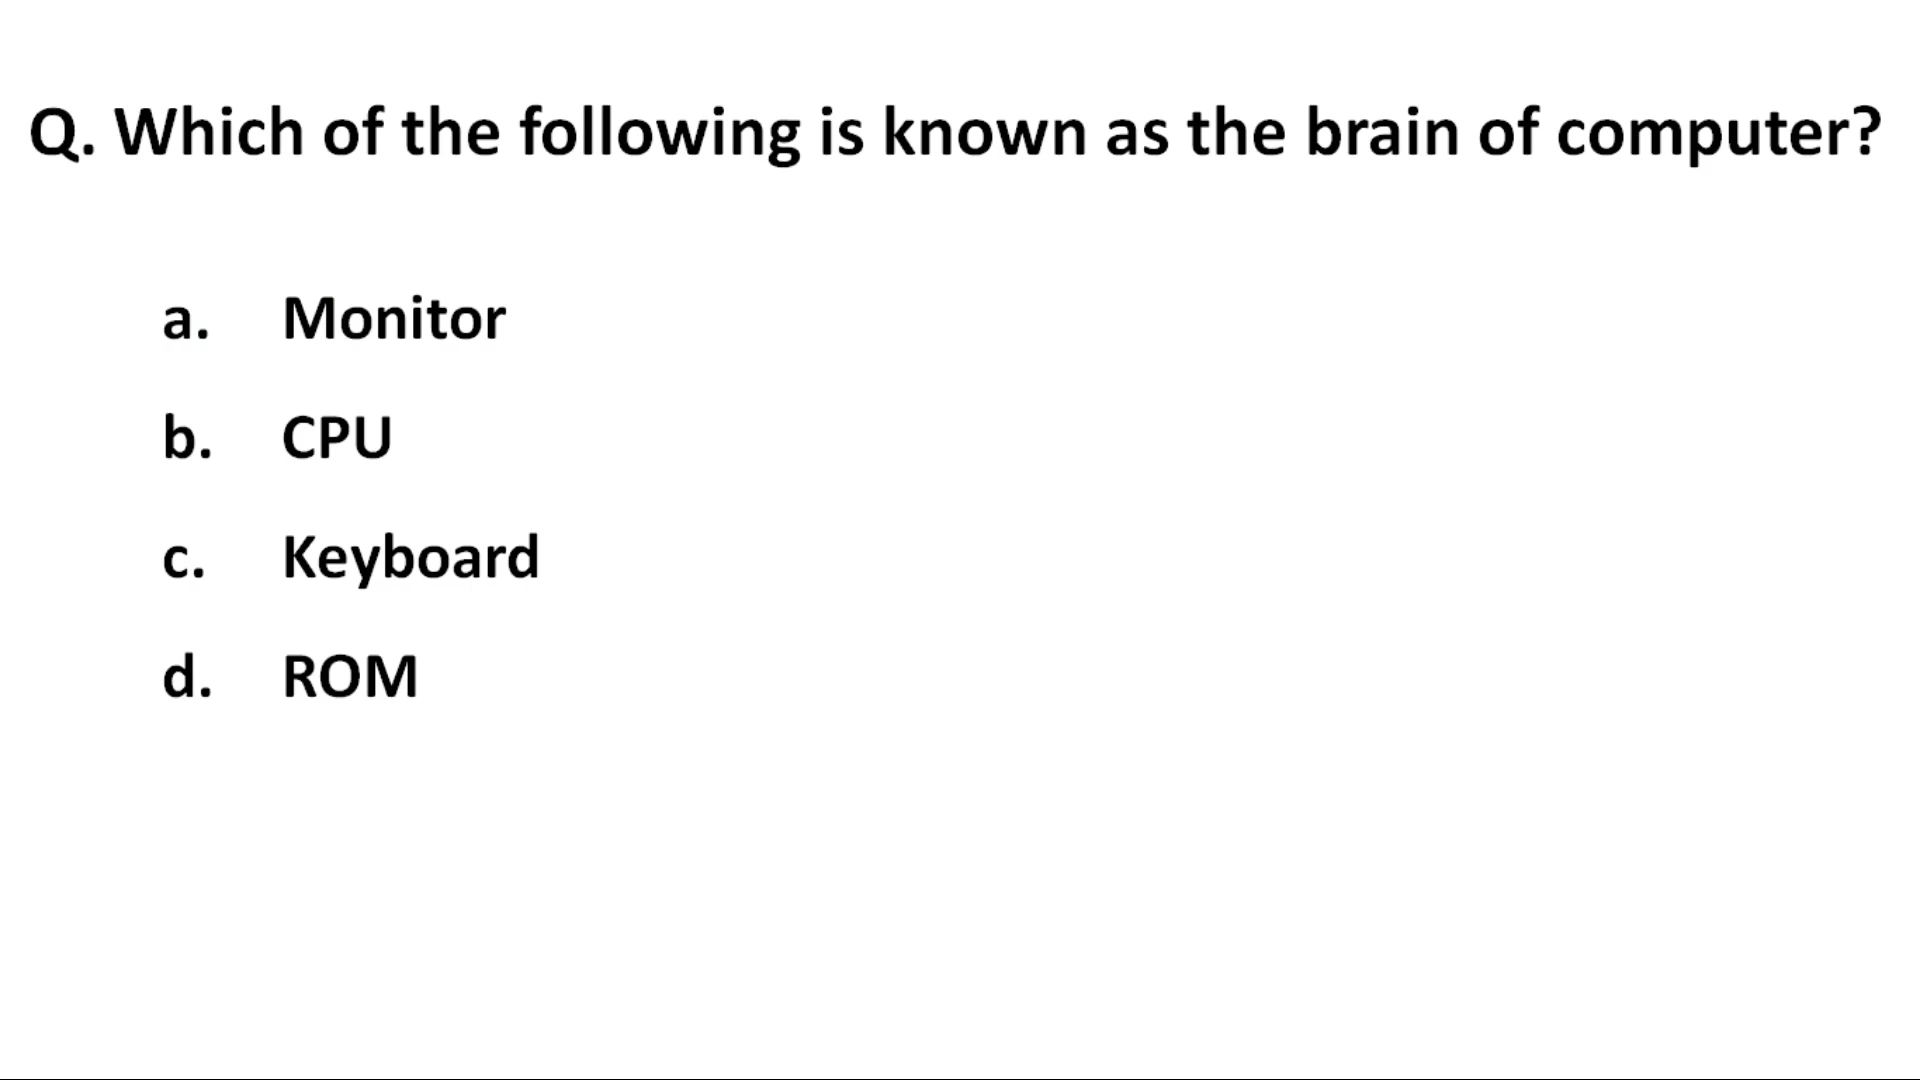 Q. Which of the following is known as the brain of computer?
a. Monitor
b. CPU
c. Keyboard
d. ROM